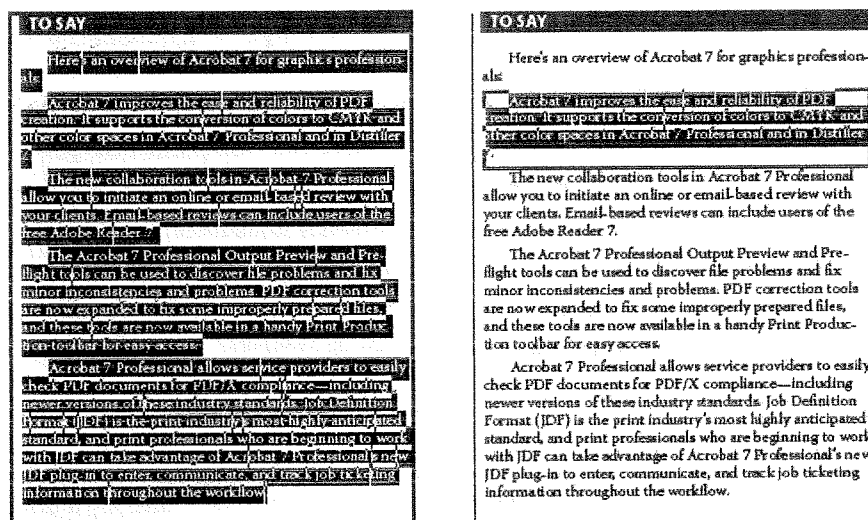 TO SAY
Here's an overview of Acrobat 7 for graphics profession-
als:
Acrobat 7 improves the ease and reliability of PDF
creation. It supports the conversion of colors to CMYK and
other color spaces in Acrobat 7 Professional and in Distiller
7.
The new collaboration tools in Acrobat 7 Professional
allow you to initiate an online or email-based review with
your clients. Email-based reviews can include users of the
free Adobe Reader 7.
The Acrobat 7 Professional Output Preview and Pre-
flight tools can be used to discover file problems and fix
minor inconsistencies and problems. PDF correction tools
are now expanded to fix some improperly prepared files,
and these tools are now available in a handy Print Produc-
tion toolbar for easy access.
Acrobat 7 Professional allows service providers to easily
check PDF documents for PDF/X compliance—including
newer versions of these industry standards. Job Definition
Format (JDF) is the print industry's most highly anticipated
standard, and print professionals who are beginning to work
with JDF can take advantage of Acrobat 7 Professional's new
JDF plug-in to enter, communicate, and track job ticketing
information throughout the workflow.
TO SAY
Here's an overview of Acrobat 7 for graphics profession-
als:
Acrobat 7 improves the ease and reliability of PDF
creation. It supports the conversion of colors to CMYK and
other color spaces in Acrobat 7 Professional and in Distiller
7.
The new collaboration tools in Acrobat 7 Professional
allow you to initiate an online or email-based review with
your clients. Email-based reviews can include users of the
free Adobe Reader 7.
The Acrobat 7 Professional Output Preview and Pre-
flight tools can be used to discover file problems and fix
minor inconsistencies and problems. PDF correction tools
are now expanded to fix some improperly prepared files,
and these tools are now available in a handy Print Produc-
tion toolbar for easy access.
Acrobat 7 Professional allows service providers to easily
check PDF documents for PDF/X compliance—including
newer versions of these industry standards. Job Definition
Format (JDF) is the print industry's most highly anticipated
standard, and print professionals who are beginning to work
with JDF can take advantage of Acrobat 7 Professional's new
JDF plug-in to enter, communicate, and track job ticketing
information throughout the workflow.